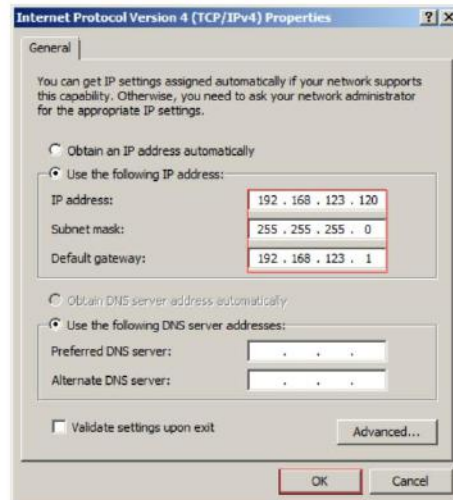 Internet Protocol Version 4 (TCP/IPv4) Properties
General
You can get IP settings assigned automatically if your network supports
this capability. Otherwise, you need to ask your network administrator
for the appropriate IP settings.
Obtain an IP address automatically
Use the following IP address:
IP address: 192 . 168 . 123 . 120
Subnet mask: 255 . 255 . 255 . 0
Default gateway: 192 . 168 . 123 . 1
Obtain DNS server address automatically
Use the following DNS server addresses:
Preferred DNS server: . . .
Alternate DNS server: . . .
Validate settings upon exit
Advanced...
OK Cancel